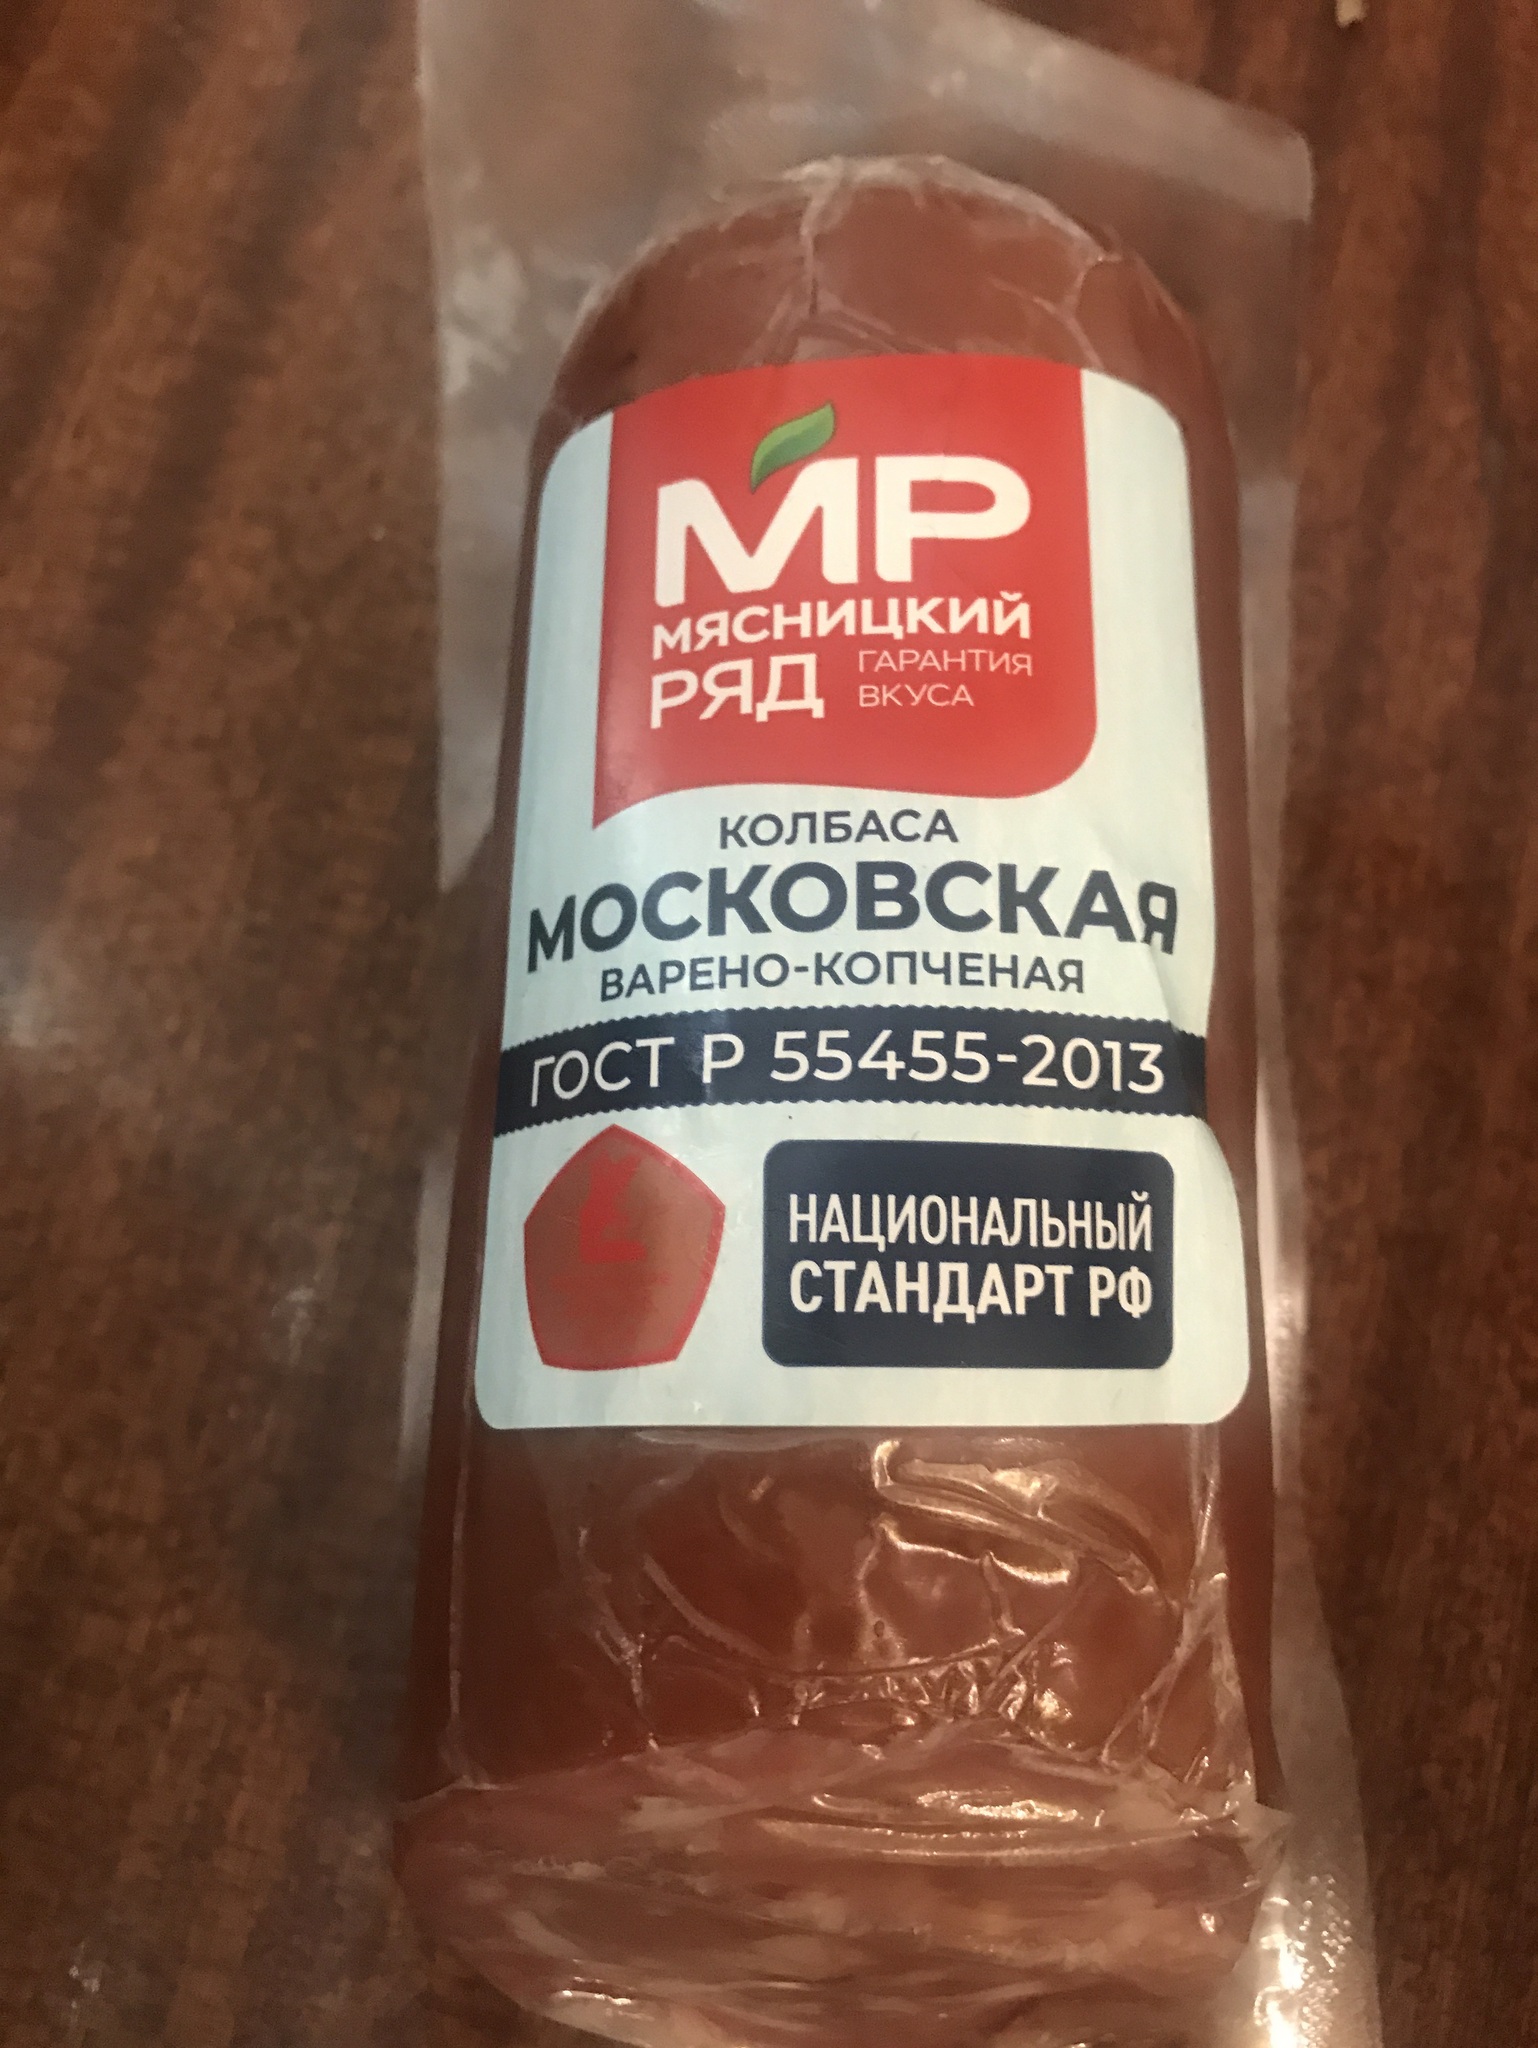 МР
МЯСНИЦКИЙ
РЯД
ГАРАНТИЯ
ВКУСА
КОЛБАСА
МОСКОВСКАЯ
ВАРЕНО-КОПЧЕНАЯ
ГОСТ Р 55455-2013
НАЦИОНАЛЬНЫЙ
СТАНДАРТ РФ